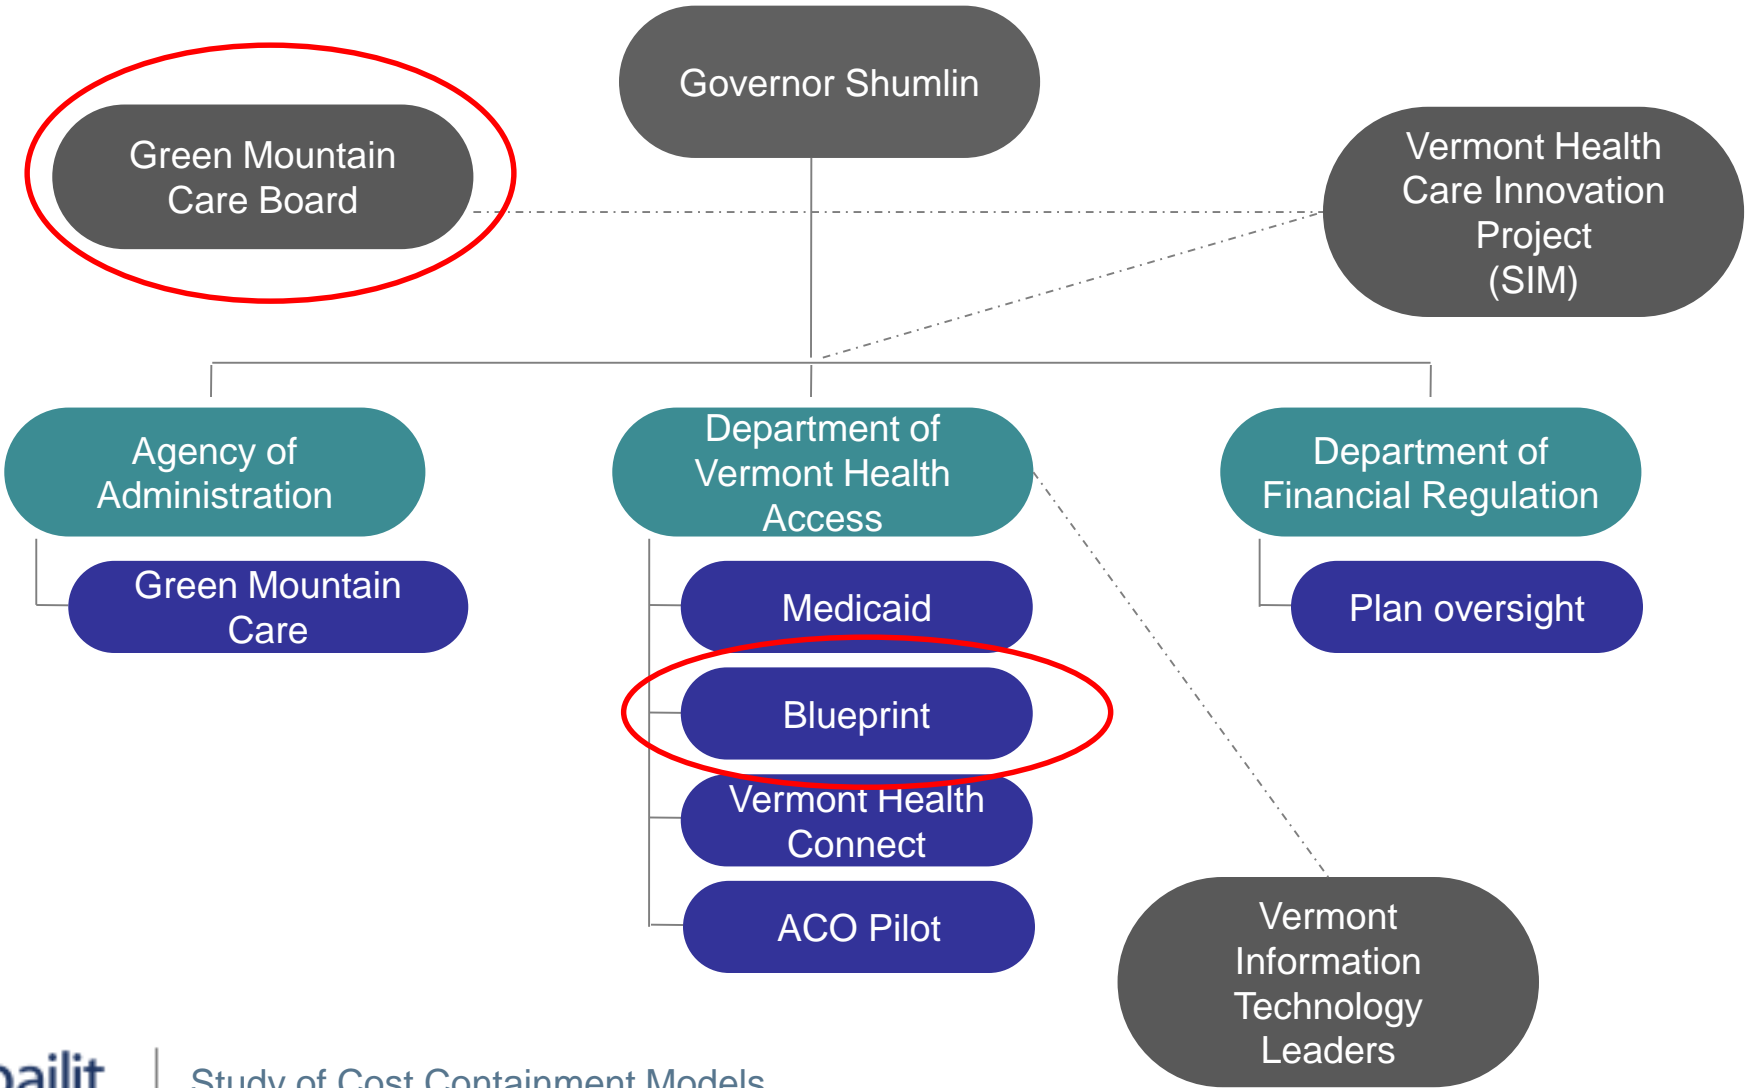 Governor Shumlin
Green Mountain
Care Board
Vermont Health
Care Innovation
Project
(SIM)
Agency of
Administration
Department of
Vermont Health
Access
Department of
Financial Regulation
Green Mountain
Care
Medicaid
Plan oversight
Blueprint
Vermont Health
Connect
ACO Pilot
Vermont
Information
Technology
Leaders
bailit
Study of Cost Containment Models